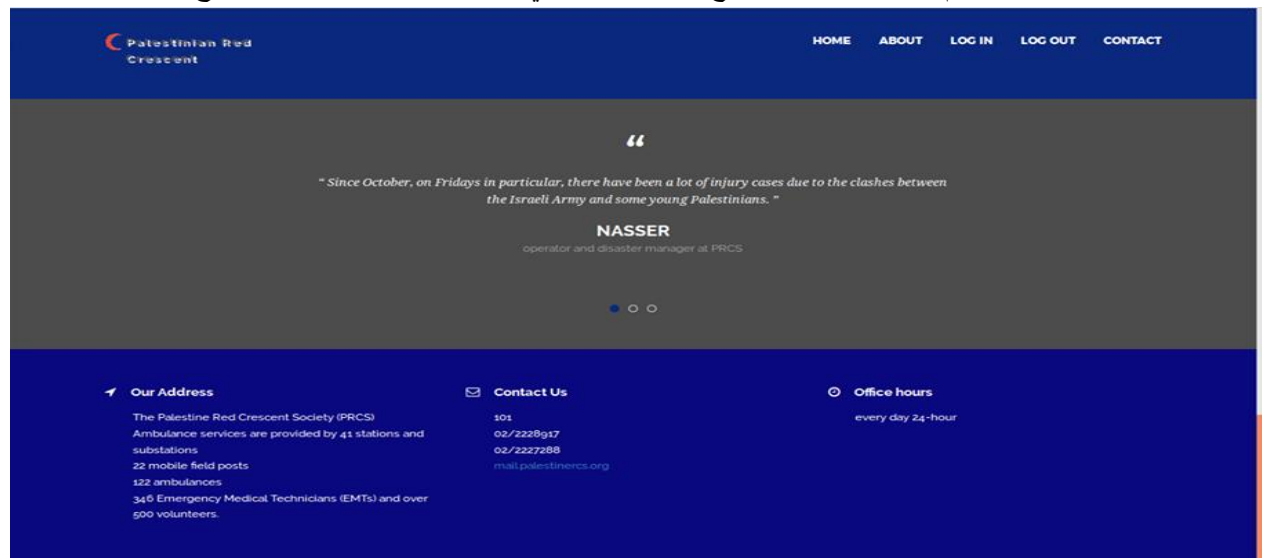 Palestinian Red
Crescent
HOME ABOUT LOG IN LOG OUT CONTACT
“
" Since October, on Fridays in particular, there have been a lot of injury cases due to the clashes between
the Israeli Army and some young Palestinians. "
NASSER
operator and disaster manager at PRCS
Our Address
The Palestine Red Crescent Society (PRCS)
Ambulance services are provided by 41 stations and
substations
22 mobile field posts
122 ambulances
346 Emergency Medical Technicians (EMTs) and over
500 volunteers.
Contact Us
101
02/2228917
02/2227288
mail.palestinercs.org
Office hours
every day 24-hour